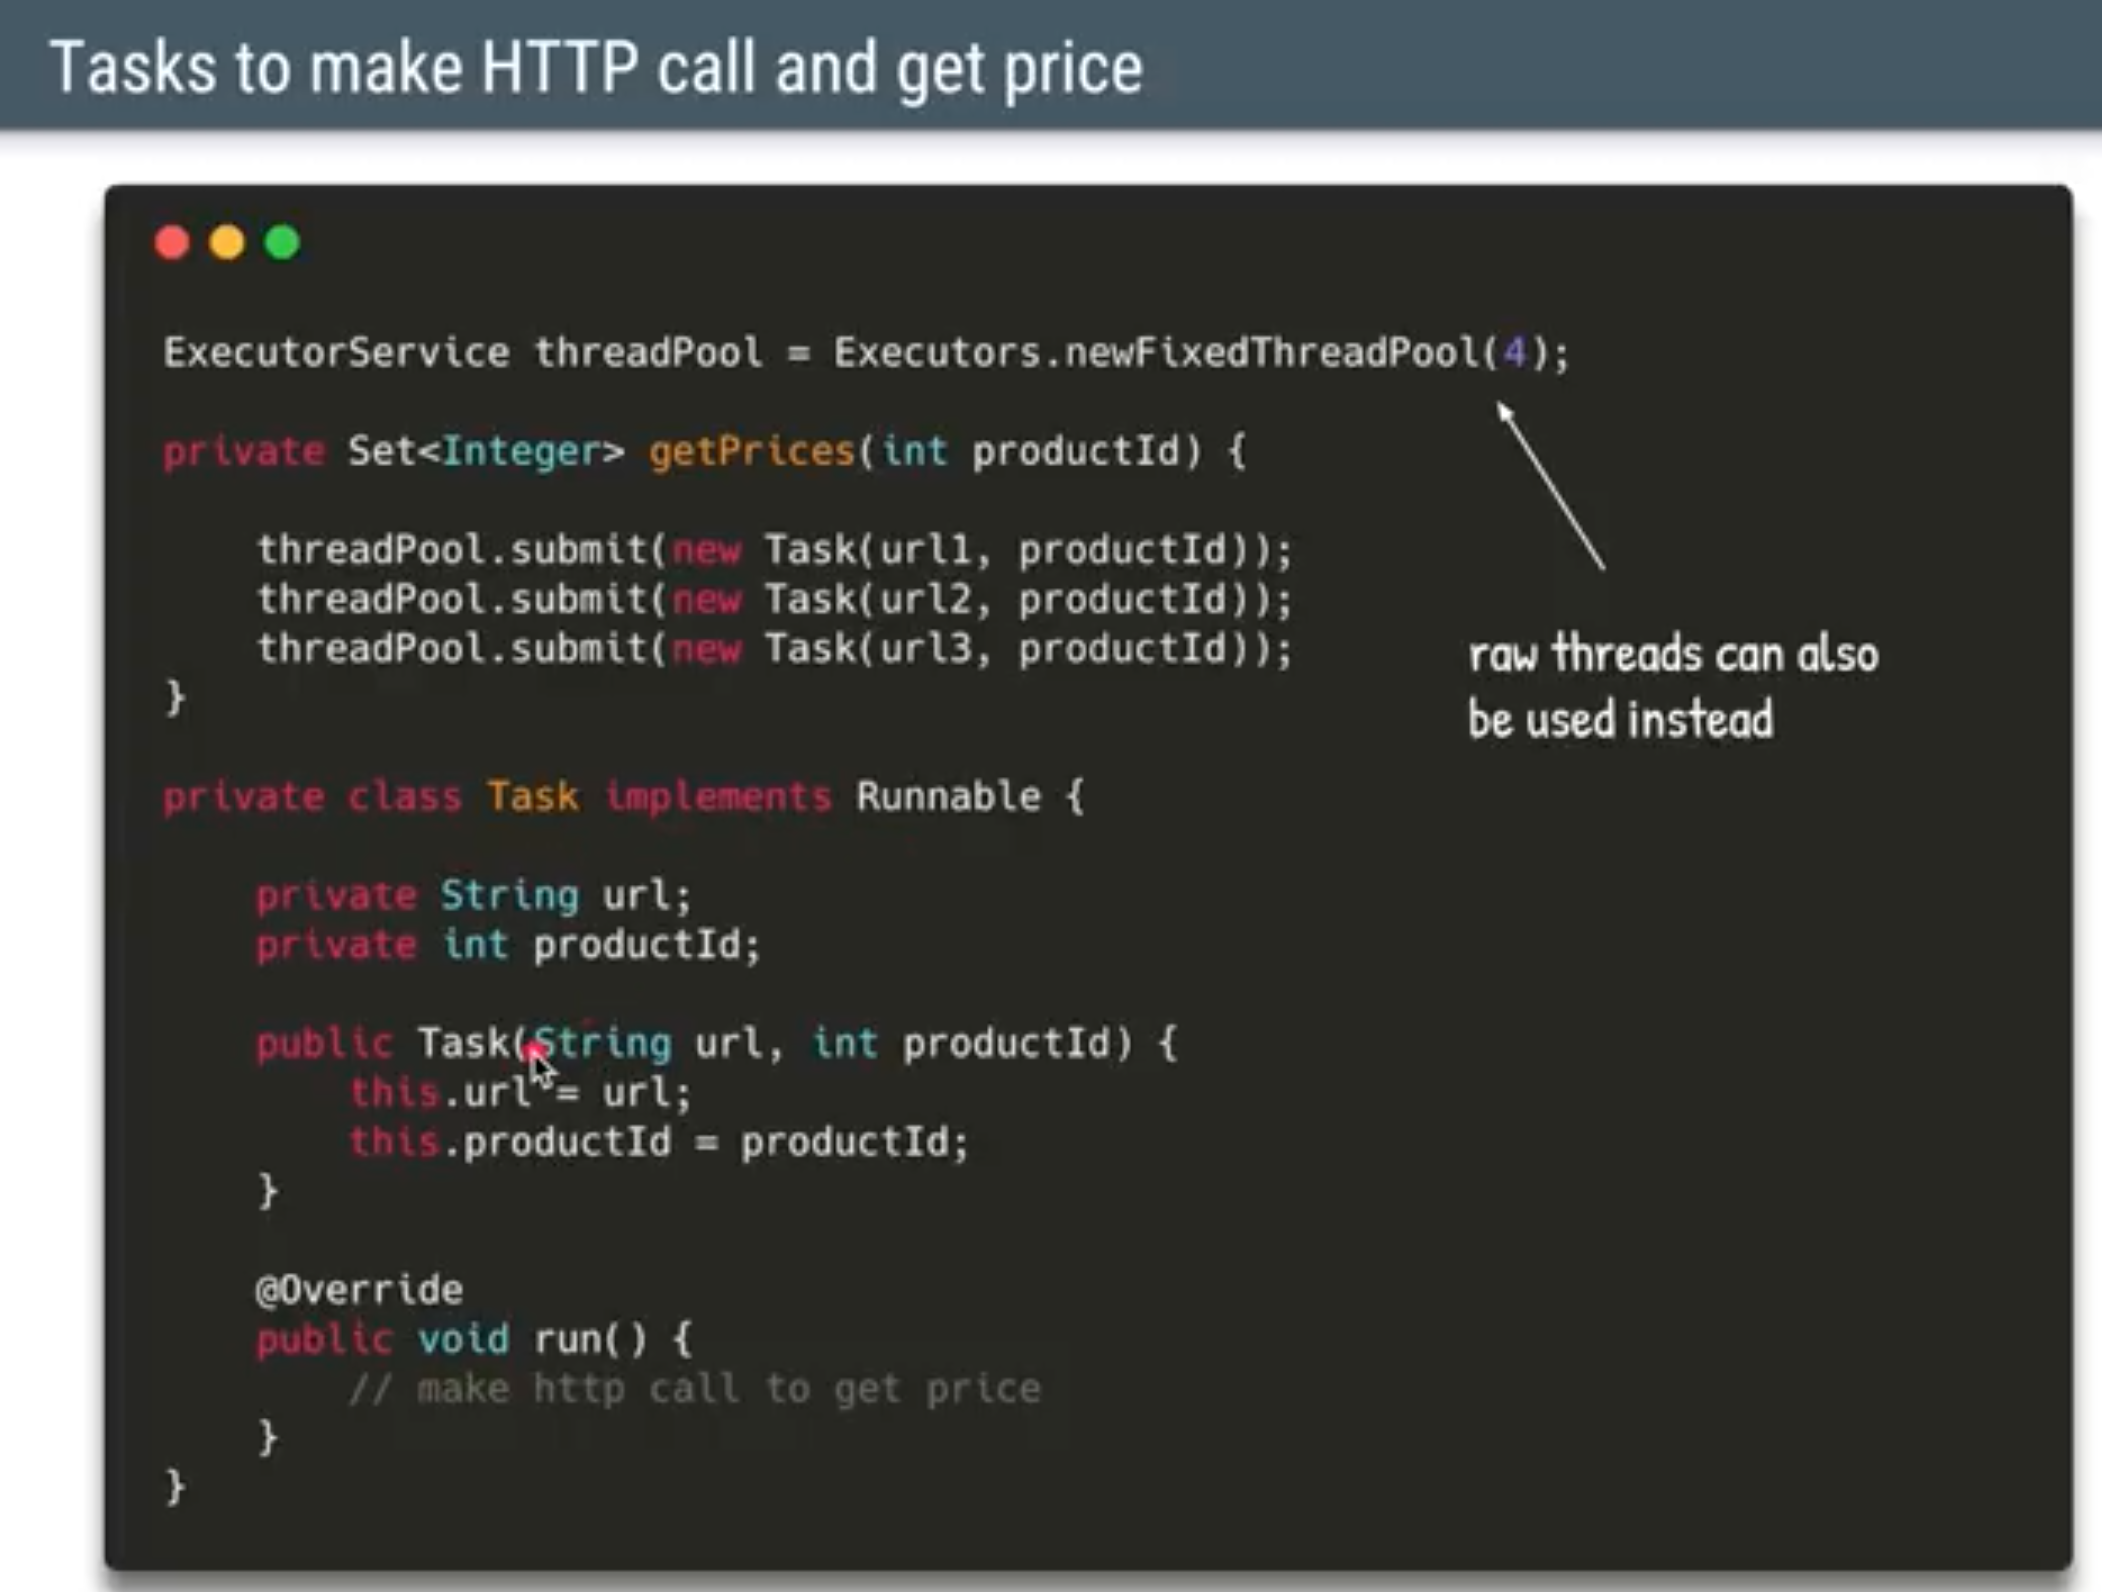 Tasks to make HTTP call and get price
ExecutorService threadPool = Executors.newFixedThreadPool(4);
private Set<Integer> getPrices(int productId) {
threadPool.submit(new Task(url1, productId));
threadPool.submit(new Task(url2, productId));
threadPool.submit(new Task(url3, productId));
}
raw threads can also
be used instead
private class Task implements Runnable {
private String url;
private int productId;
public Task(String url, int productId) {
this.url = url;
this.productId = productId;
}
@Override
public void run() {
// make http call to get price
}
}